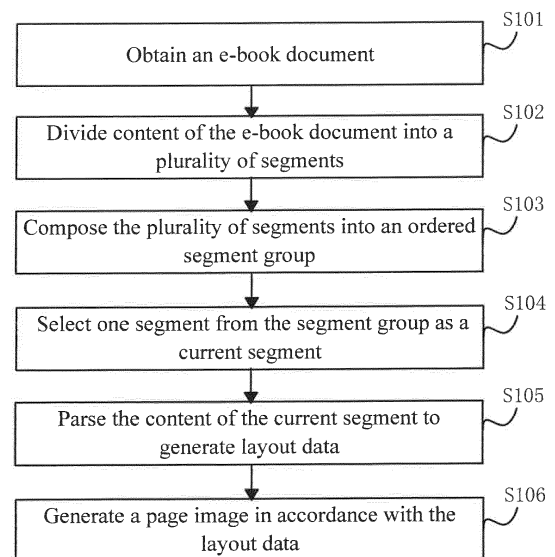 S101
Obtain an e-book document
S102
Divide content of the e-book document into a
plurality of segments
S103
Compose the plurality of segments into an ordered
segment group
S104
Select one segment from the segment group as a
current segment
S105
Parse the content of the current segment to
generate layout data
S106
Generate a page image in accordance with the
layout data